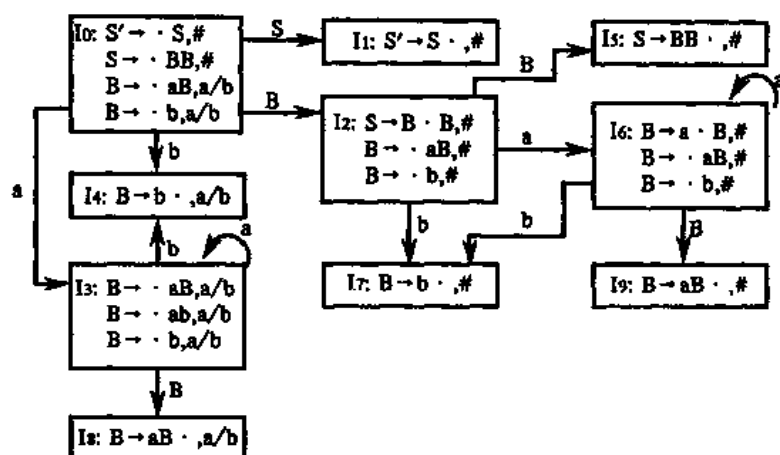 I0: S′→ · S,#
S→ · BB,#
B→ · aB,a/b
B→ · b,a/b
S
I1: S′→S · ,#
I5: S→BB · ,#
B
B
a
I2: S→B · B,#
B→ · aB,#
B→ · b,#
a
I6: B→a · B,#
B→ · aB,#
B→ · b,#
b
a
I4: B→b · ,a/b
b
a
b
b
B
I3: B→ · aB,a/b
B→ · ab,a/b
B→ · b,a/b
I7: B→b · ,#
I9: B→aB · ,#
B
I8: B→aB · ,a/b